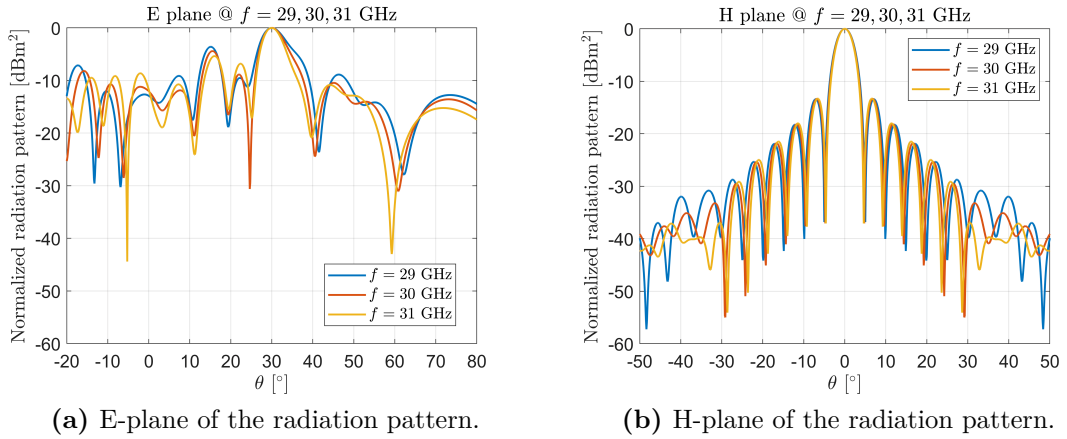 E plane @ f = 29, 30, 31 GHz
Normalized radiation pattern [dBm²]
0
-10
-20
-30
-40
-50
-60
f = 29 GHz
f = 30 GHz
f = 31 GHz
-20 -10 0 10 20 30 40 50 60 70 80
θ [°]
(a) E-plane of the radiation pattern.
H plane @ f = 29, 30, 31 GHz
Normalized radiation pattern [dBm²]
0
-10
-20
-30
-40
-50
-60
f = 29 GHz
f = 30 GHz
f = 31 GHz
-50 -40 -30 -20 -10 0 10 20 30 40 50
θ [°]
(b) H-plane of the radiation pattern.